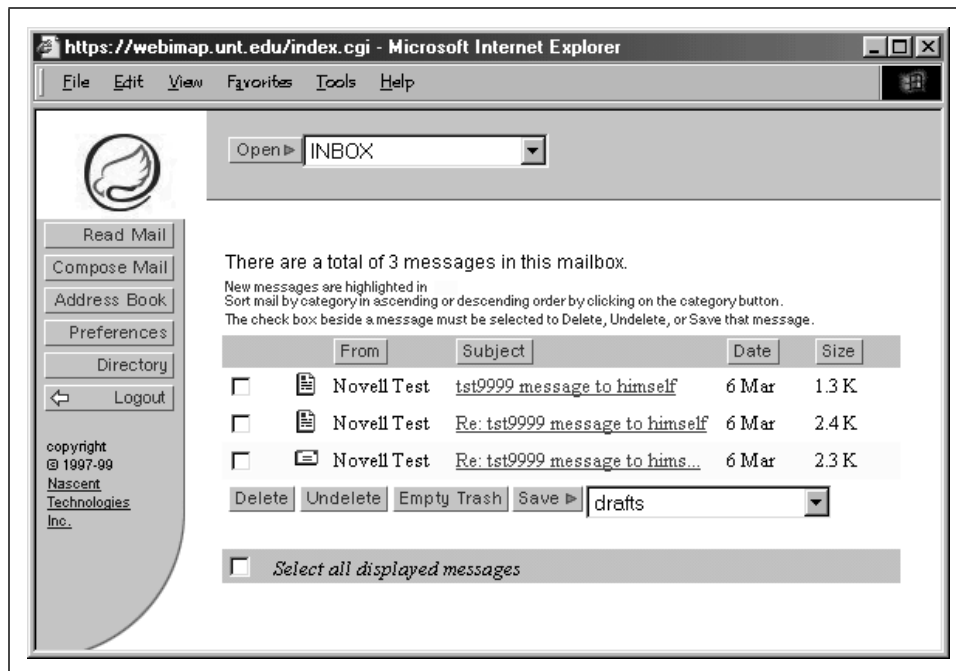 https://webimap.unt.edu/index.cgi - Microsoft Internet Explorer
File Edit View Favorites Tools Help
Open INBOX
Read Mail
Compose Mail
Address Book
Preferences
Directory
Logout
copyright
© 1997-99
Nascent
Technologies
Inc.
There are a total of 3 messages in this mailbox.
New messages are highlighted in
Sort mail by category in ascending or descending order by clicking on the category button.
The check box beside a message must be selected to Delete, Undelete, or Save that message.
From Subject Date Size
Novell Test tst9999 message to himself 6 Mar 1.3 K
Novell Test Re: tst9999 message to himself 6 Mar 2.4 K
Novell Test Re: tst9999 message to hims... 6 Mar 2.3 K
Delete Undelete Empty Trash Save drafts
Select all displayed messages